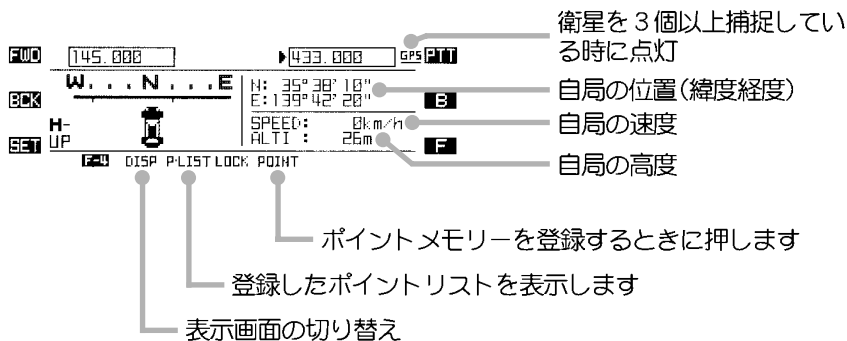 衛星を3個以上捕捉してい
る時に点灯
FWD 145.000 ▶433.000 GPS PTT
W...N...E N: 35°38'10" 自局の位置(緯度経度)
BCK E:139°42'20" B
H- SPEED: 0km/h 自局の速度
SET UP ALTI : 26m F 自局の高度
F-4 DISP P-LIST LOCK POINT
ポイントメモリーを登録するときに押します
登録したポイントリストを表示します
表示画面の切り替え